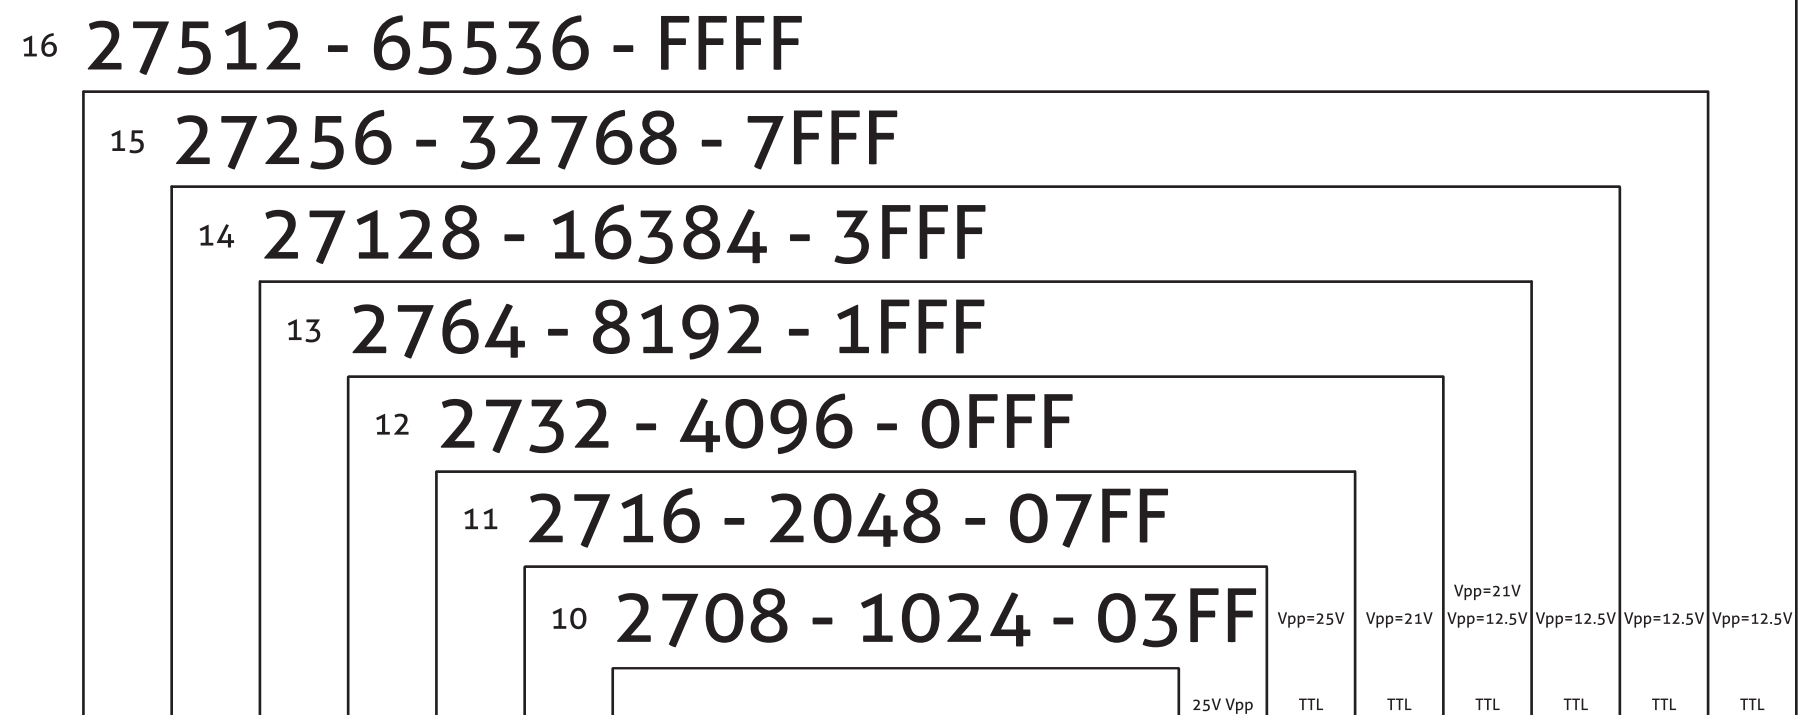 16 27512 - 65536 - FFFF
15 27256 - 32768 - 7FFF
14 27128 - 16384 - 3FFF
13 2764 - 8192 - 1FFF
12 2732 - 4096 - 0FFF
11 2716 - 2048 - 07FF
Vpp=21V
10 2708 - 1024 - 03FF Vpp=25V Vpp=21V Vpp=12.5V Vpp=12.5V Vpp=12.5V Vpp=12.5V
25V Vpp TTL TTL TTL TTL TTL TTL